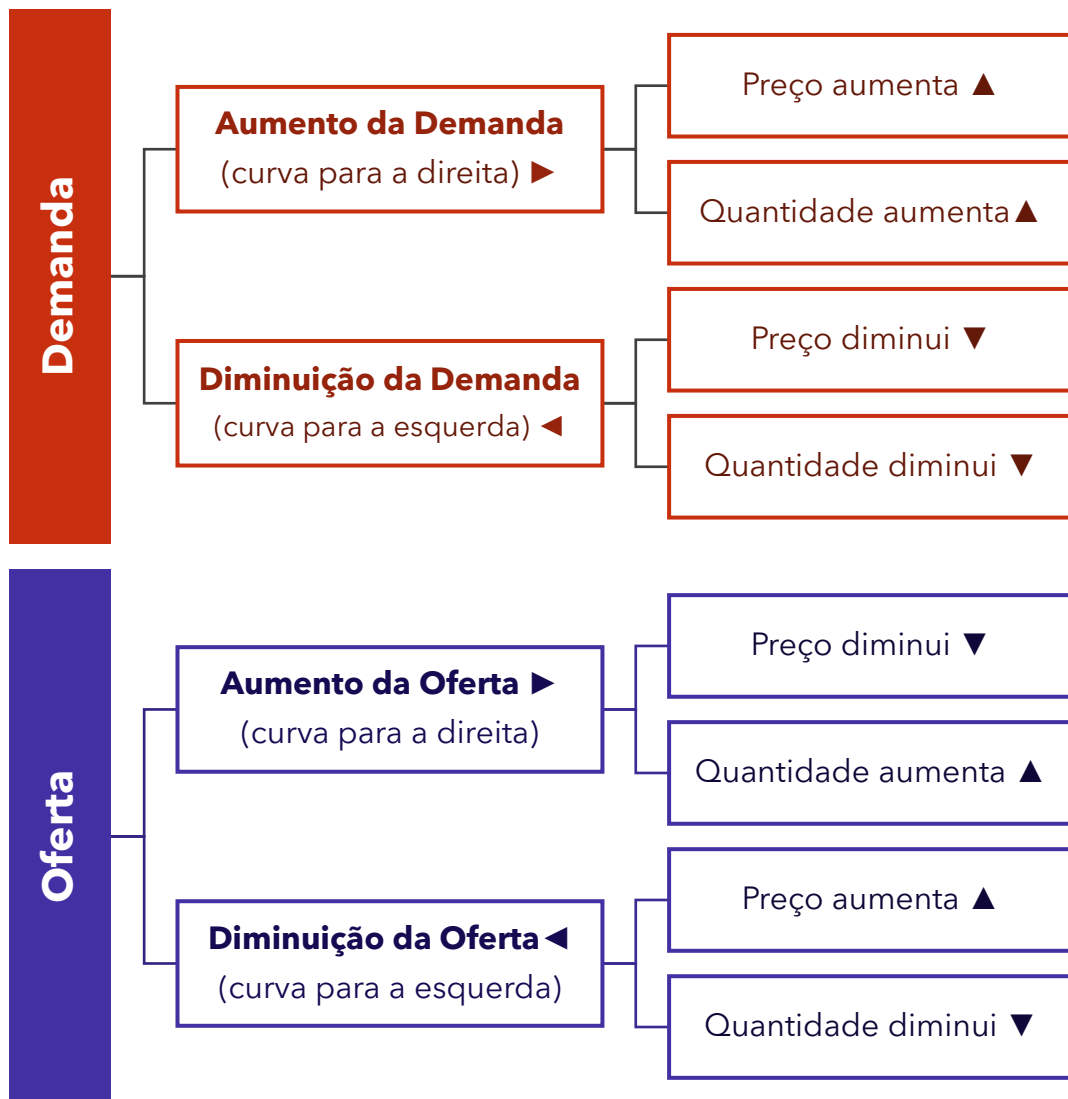 Demanda
Aumento da Demanda
(curva para a direita) ►
Preço aumenta ▲
Quantidade aumenta▲
Diminuição da Demanda
(curva para a esquerda) ◄
Preço diminui ▼
Quantidade diminui ▼
Oferta
Aumento da Oferta ►
(curva para a direita)
Preço diminui ▼
Quantidade aumenta ▲
Diminuição da Oferta◄
(curva para a esquerda)
Preço aumenta ▲
Quantidade diminui ▼